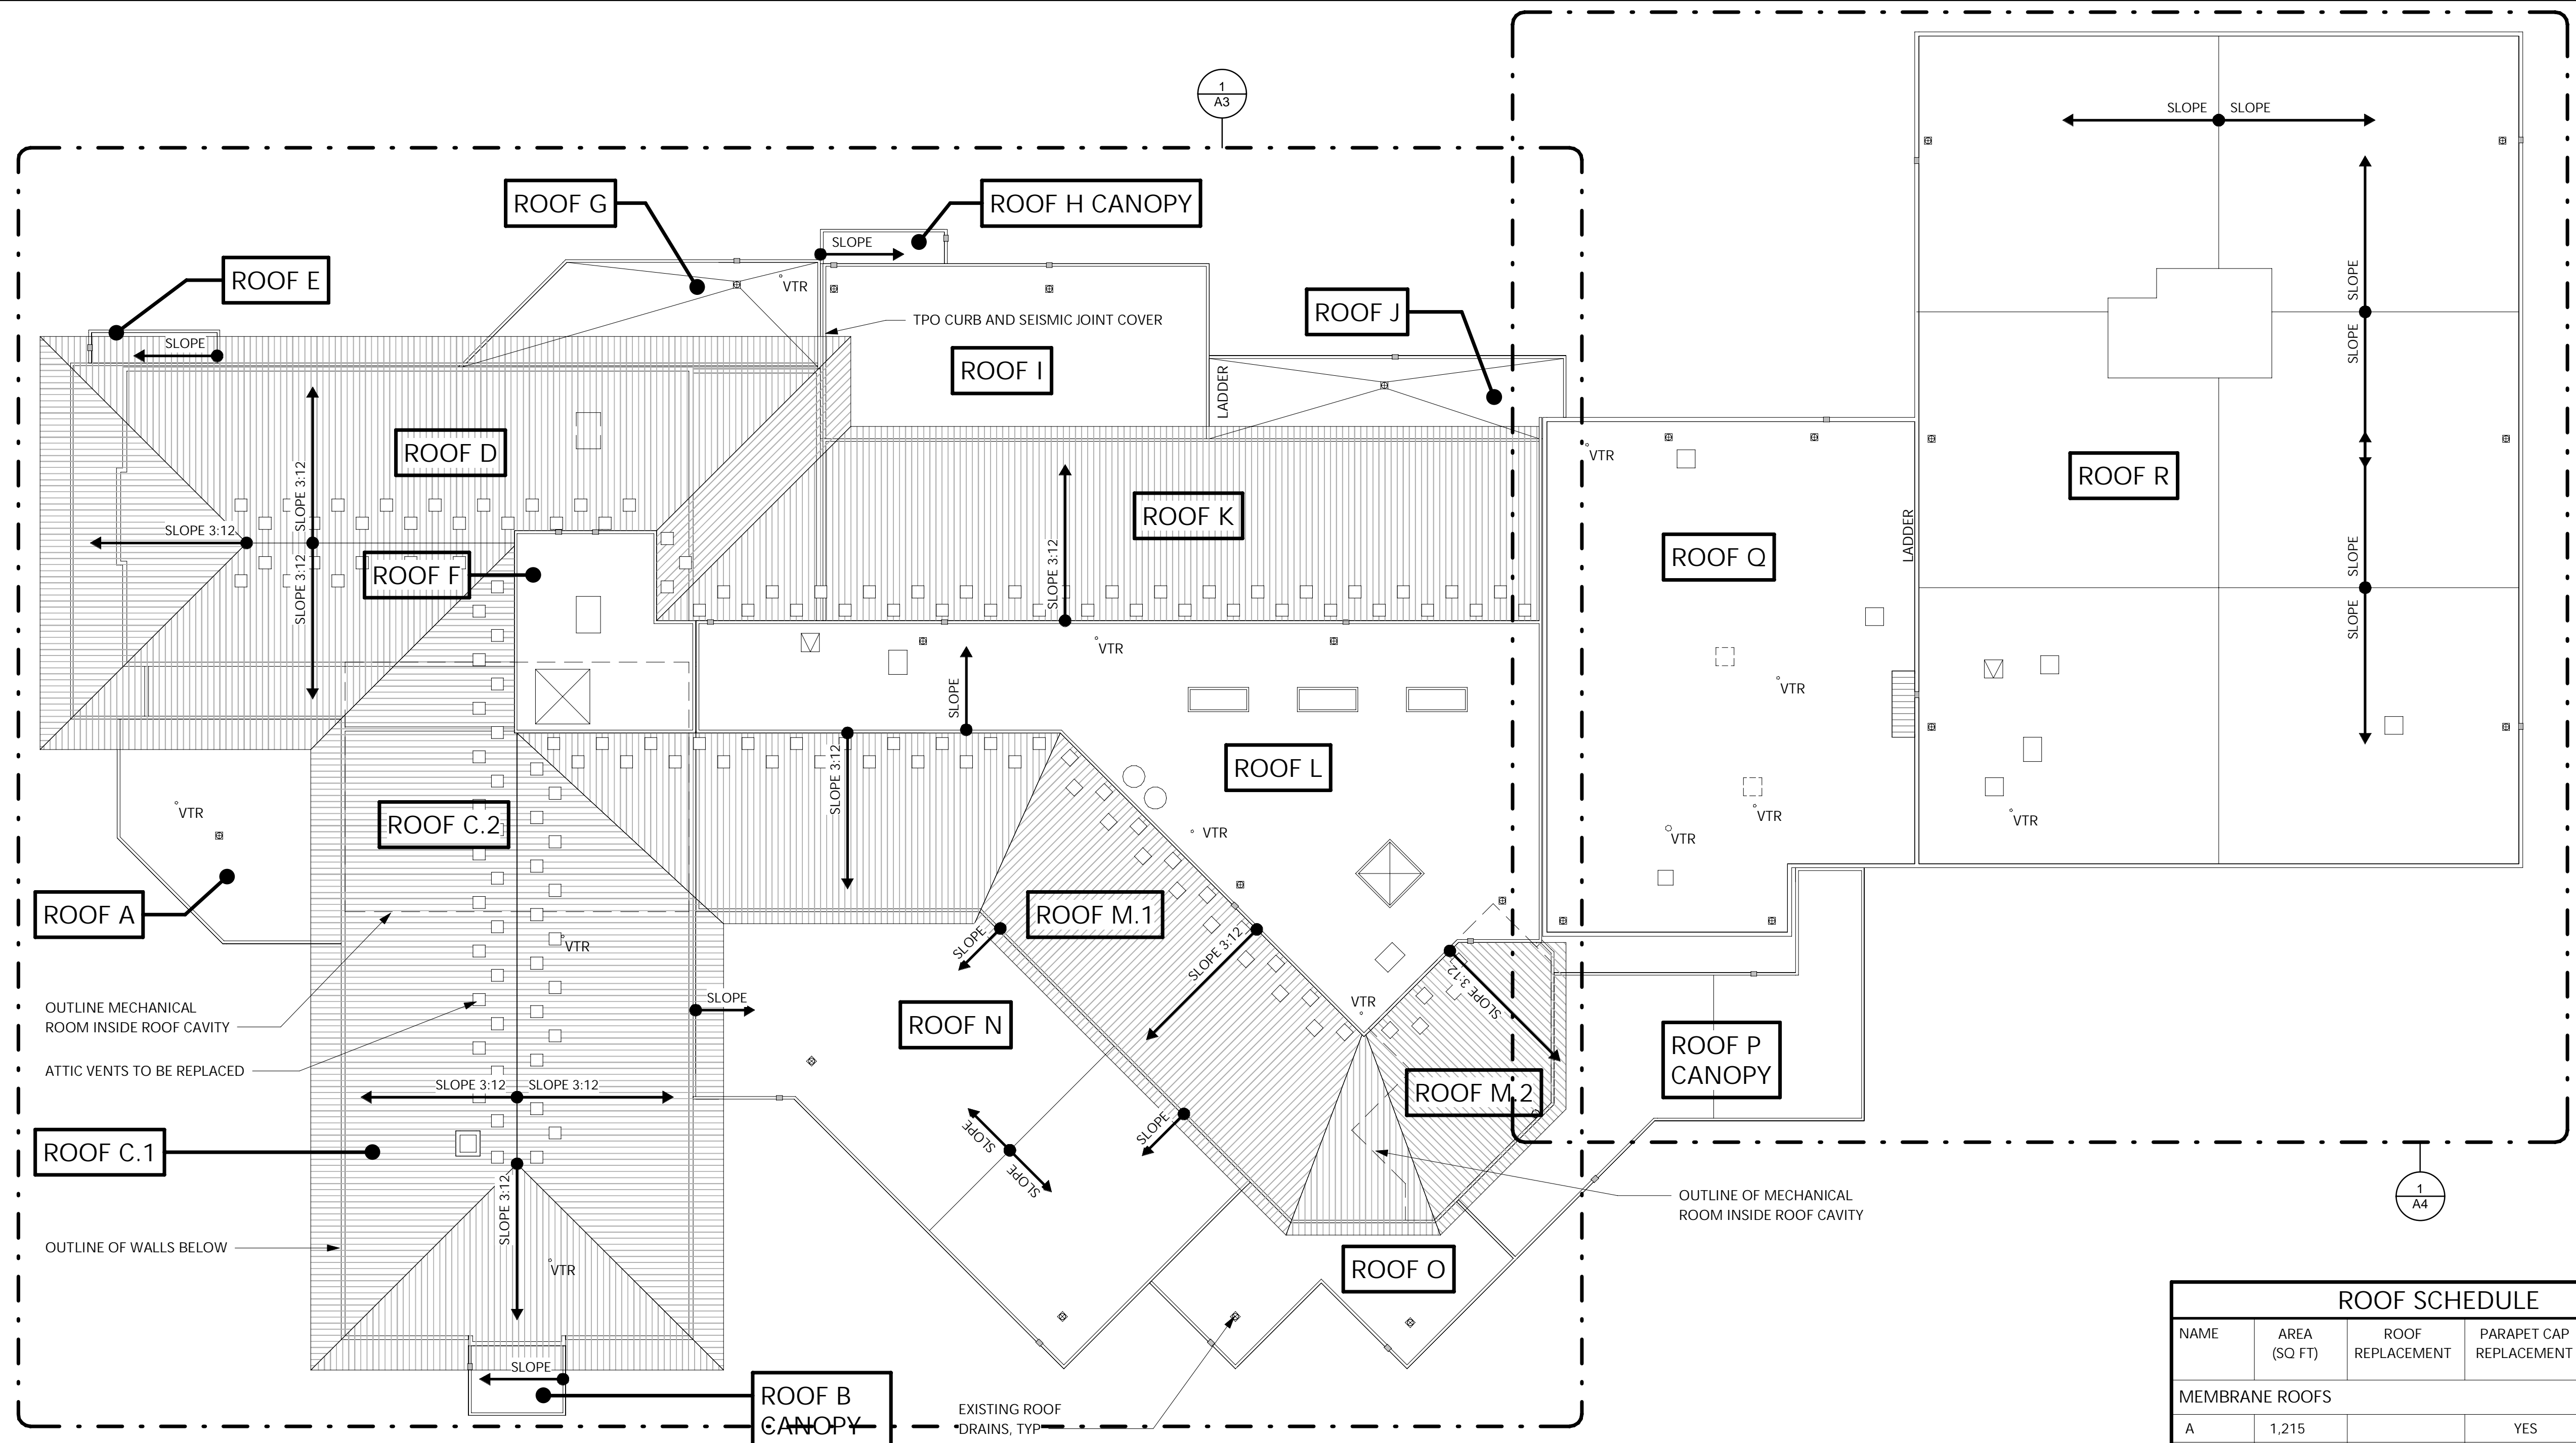 1
A3
SLOPE SLOPE
ROOF G
ROOF H CANOPY
SLOPE
ROOF E
VTR
SLOPE
ROOF J
TPO CURB AND SEISMIC JOINT COVER
SLOPE
SLOPE
ROOF I
LADDER
ROOF D
VTR
ROOF R
SLOPE 3:12
SLOPE 3:12
SLOPE 3:12
ROOF K
LADDER
ROOF Q
ROOF F
SLOPE 3:12
SLOPE
SLOPE
VTR
SLOPE
VTR
SLOPE 3:12
ROOF L
VTR
ROOF C.2
VTR
VTR
VTR
VTR
ROOF A
ROOF M.1
SLOPE
SLOPE 3:12
VTR
SLOPE 3:12
SLOPE
VTR
OUTLINE MECHANICAL
ROOM INSIDE ROOF CAVITY
ROOF N
ROOF P
CANOPY
ATTIC VENTS TO BE REPLACED
SLOPE 3:12 SLOPE 3:12
ROOF M.2
SLOPE
SLOPE
SLOPE
ROOF C.1
SLOPE 3:12
OUTLINE OF MECHANICAL
ROOM INSIDE ROOF CAVITY
1
A4
OUTLINE OF WALLS BELOW
VTR
ROOF O
SLOPE
ROOF B
CANOPY
EXISTING ROOF
DRAINS, TYP
ROOF SCHEDULE
NAME AREA ROOF PARAPET CAP
(SQ FT) REPLACEMENT REPLACEMENT
MEMBRANE ROOFS
A 1,215 YES